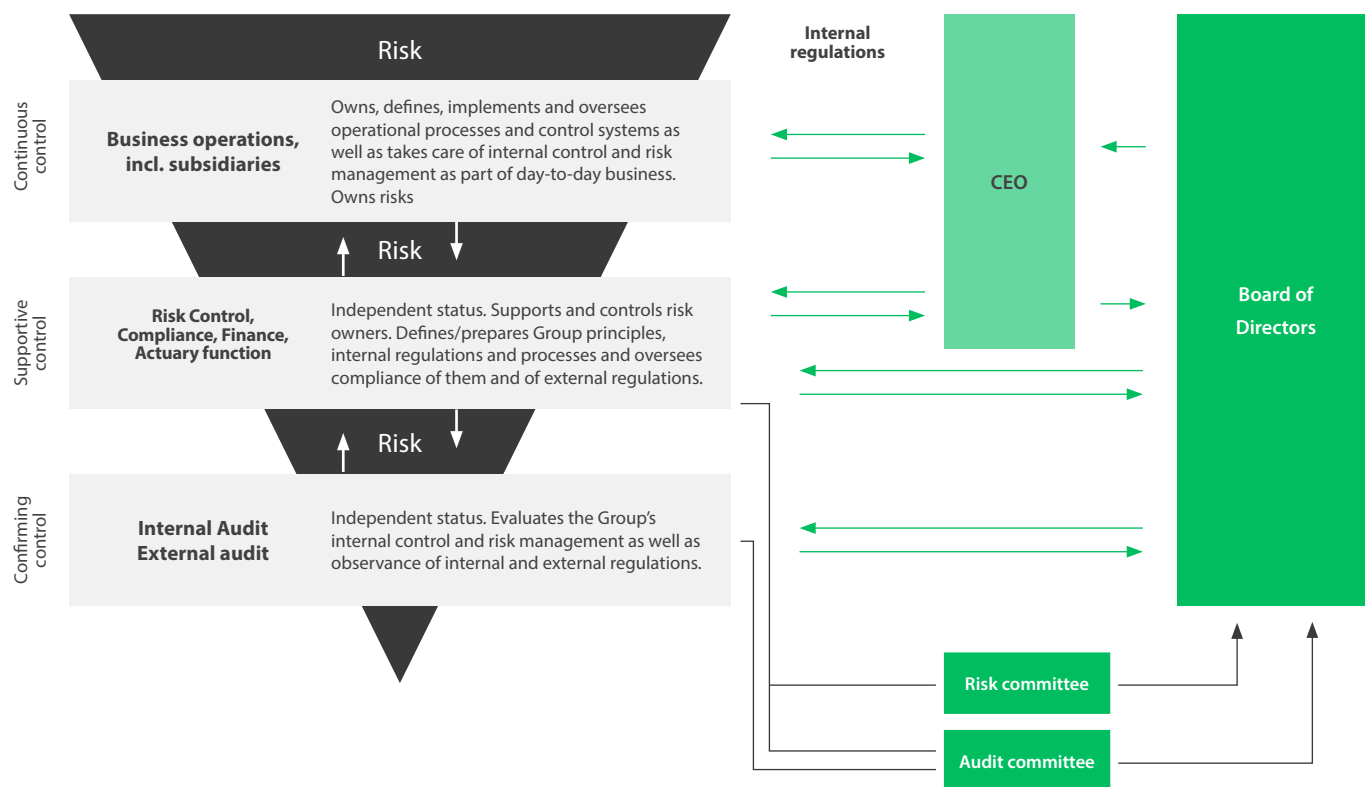 Risk
Internal
regulations
Continuous
control
Business operations,
incl. subsidiaries
Owns, defines, implements and oversees
operational processes and control systems as
well as takes care of internal control and risk
management as part of day-to-day business.
Owns risks
CEO
Board of
Directors
Risk
Supportive
control
Risk Control,
Compliance, Finance,
Actuary function
Independent status. Supports and controls risk
owners. Defines/prepares Group principles,
internal regulations and processes and oversees
compliance of them and of external regulations.
Risk
Confirming
control
Internal Audit
External audit
Independent status. Evaluates the Group’s
internal control and risk management as well as
observance of internal and external regulations.
Risk committee
Audit committee